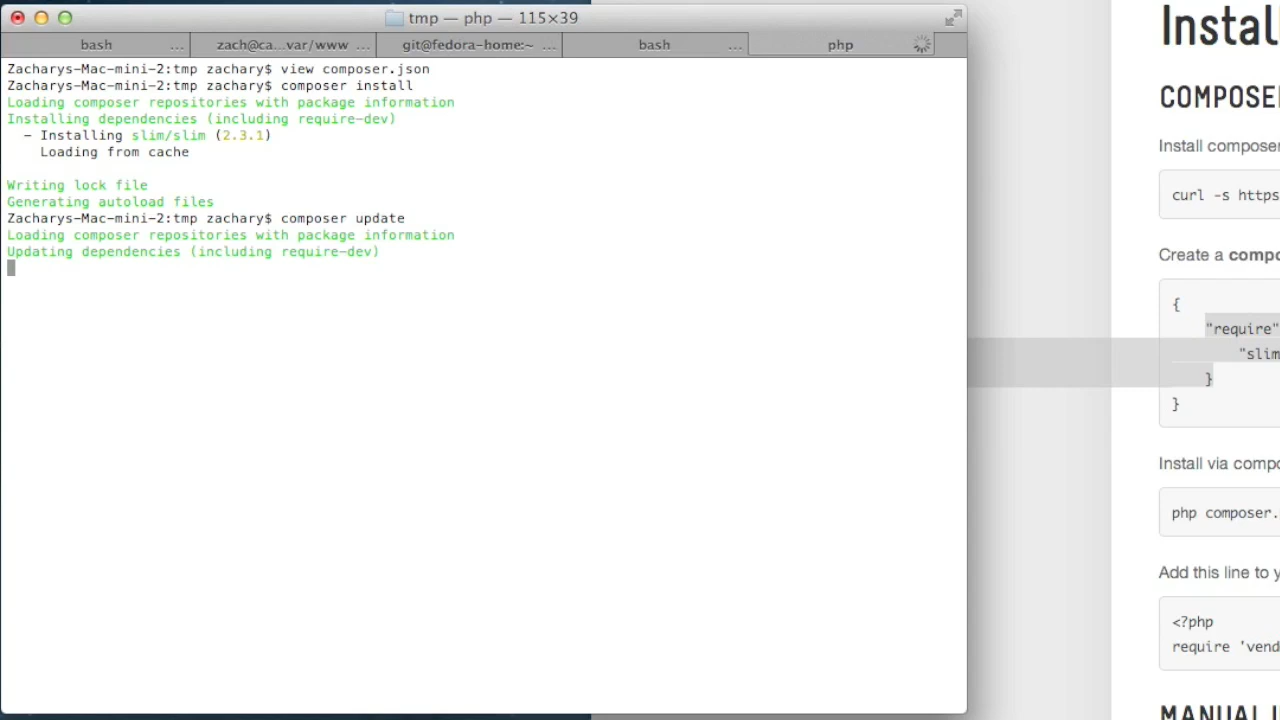 tmp — php — 115×39
bash ...
zach@ca...var/www ...
git@fedora-home:~ ...
bash ...
php
Zacharys-Mac-mini-2:tmp zachary$ view composer.json
Zacharys-Mac-mini-2:tmp zachary$ composer install
Loading composer repositories with package information
Installing dependencies (including require-dev)
- Installing slim/slim (2.3.1)
Loading from cache
Writing lock file
Generating autoload files
Zacharys-Mac-mini-2:tmp zachary$ composer update
Loading composer repositories with package information
Updating dependencies (including require-dev)
Instal
COMPOSE
Install composer
curl -s https
Create a compo
{
"require"
"slim
}
}
Install via compo
php composer.
Add this line to y
<?php
require 'vend
MANUAL I